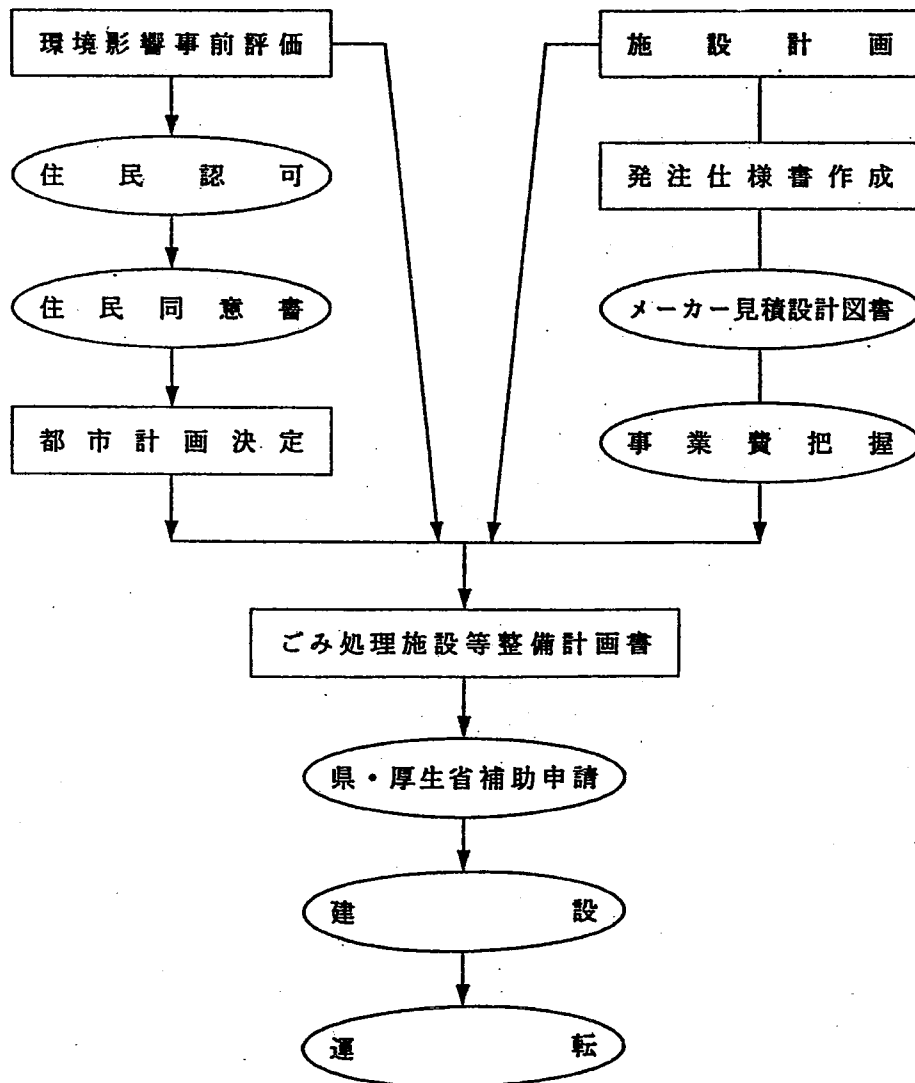 環境影響事前評価
住民認可
住民同意書
都市計画決定
施設計画
発注仕様書作成
メーカー見積設計図書
事業費把握
ごみ処理施設等整備計画書
県・厚生省補助申請
建設
運転